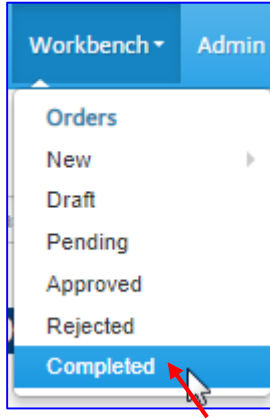 Workbench Admin
Orders
New
Draft
Pending
Approved
Rejected
Completed